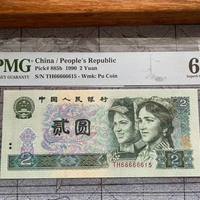 PMG
China / People's Republic
Pick# 885b 1990 2 Yuan
S/N TH66666615 - Wmk: Pu Coin
6
中国人民银行
贰圆
2
TH66666615
2